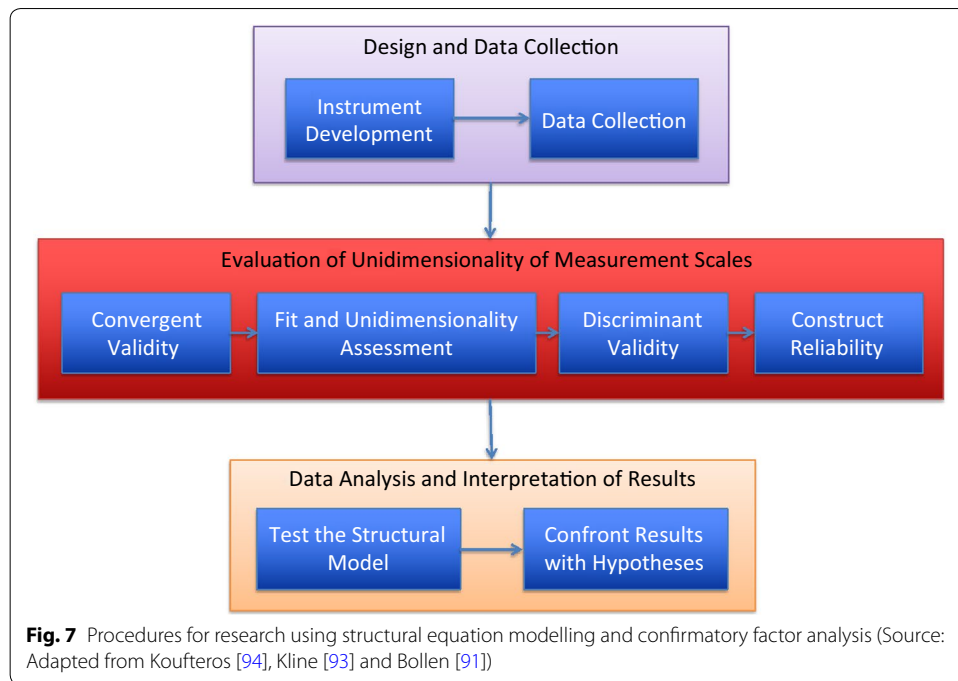 Design and Data Collection
Instrument
Development
Data Collection
Evaluation of Unidimensionality of Measurement Scales
Convergent
Validity
Fit and Unidimensionality
Assessment
Discriminant
Validity
Construct
Reliability
Data Analysis and Interpretation of Results
Test the Structural
Model
Confront Results
with Hypotheses
Fig. 7 Procedures for research using structural equation modelling and confirmatory factor analysis (Source:
Adapted from Koufteros [94], Kline [93] and Bollen [91])